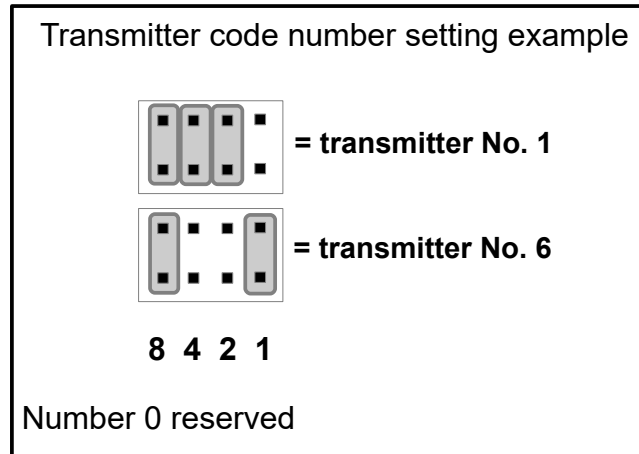 Transmitter code number setting example
= transmitter No. 1
= transmitter No. 6
8 4 2 1
Number 0 reserved